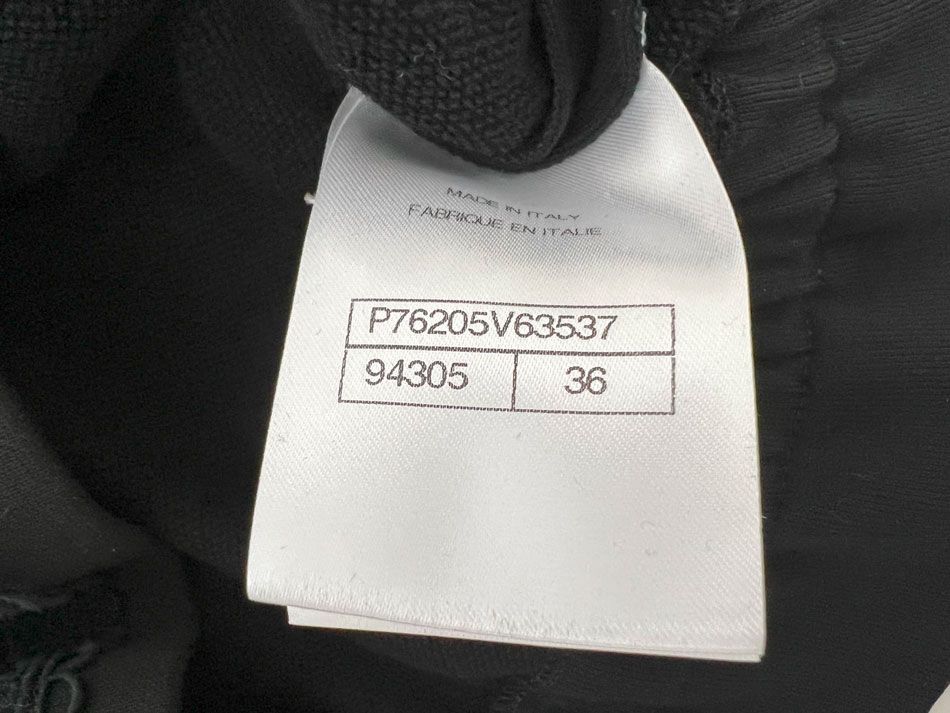 MADE IN ITALY
FABRIQUE EN ITALIE
P76205V63537
94305 36